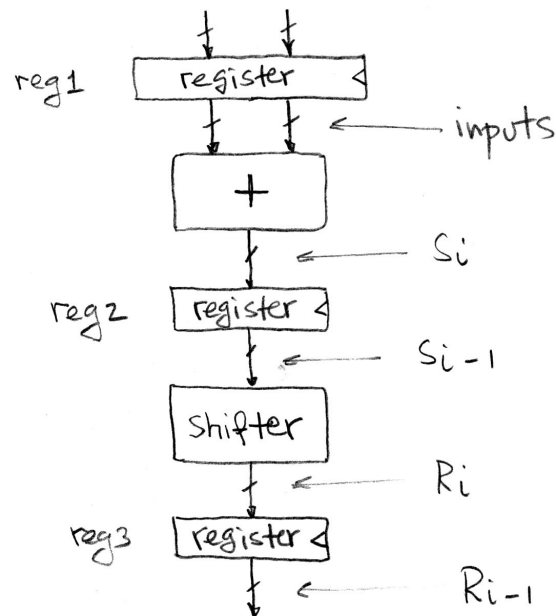 reg1 register
inputs
+
Si
reg2 register
Si-1
Shifter
Ri
reg3 register
Ri-1